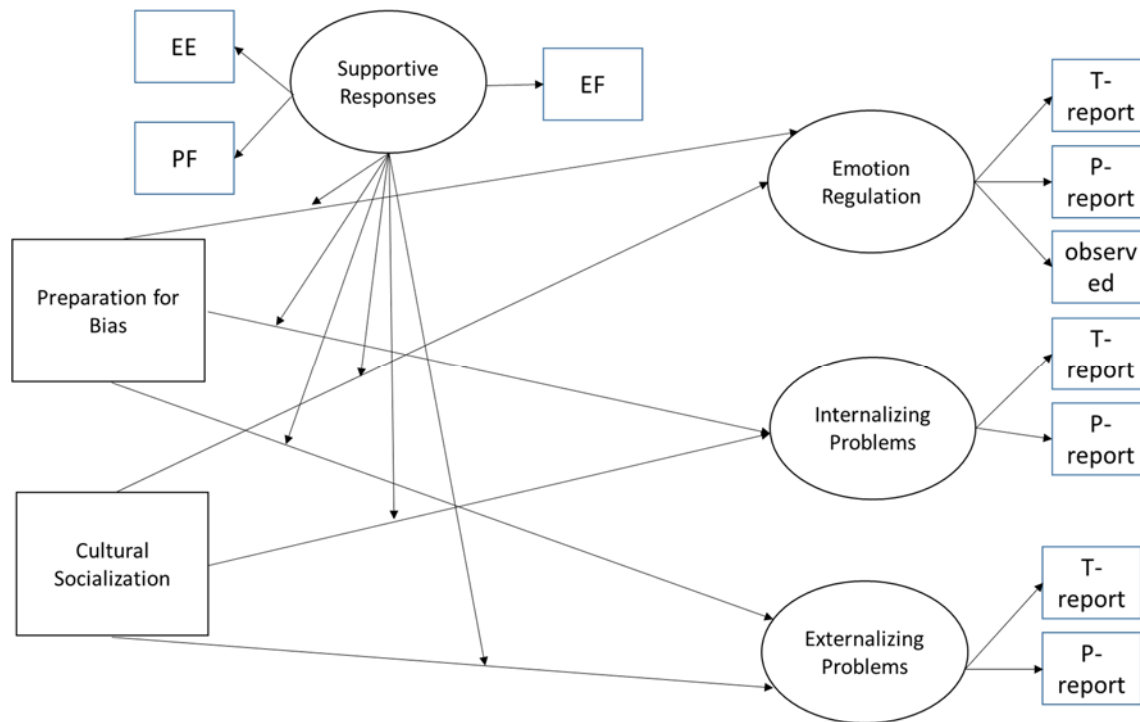 EE
Supportive
Responses
EF
PF
T-
report
Emotion
Regulation
P-
report
observ
ed
Preparation for
Bias
T-
report
Internalizing
Problems
P-
report
Cultural
Socialization
T-
report
Externalizing
Problems
P-
report